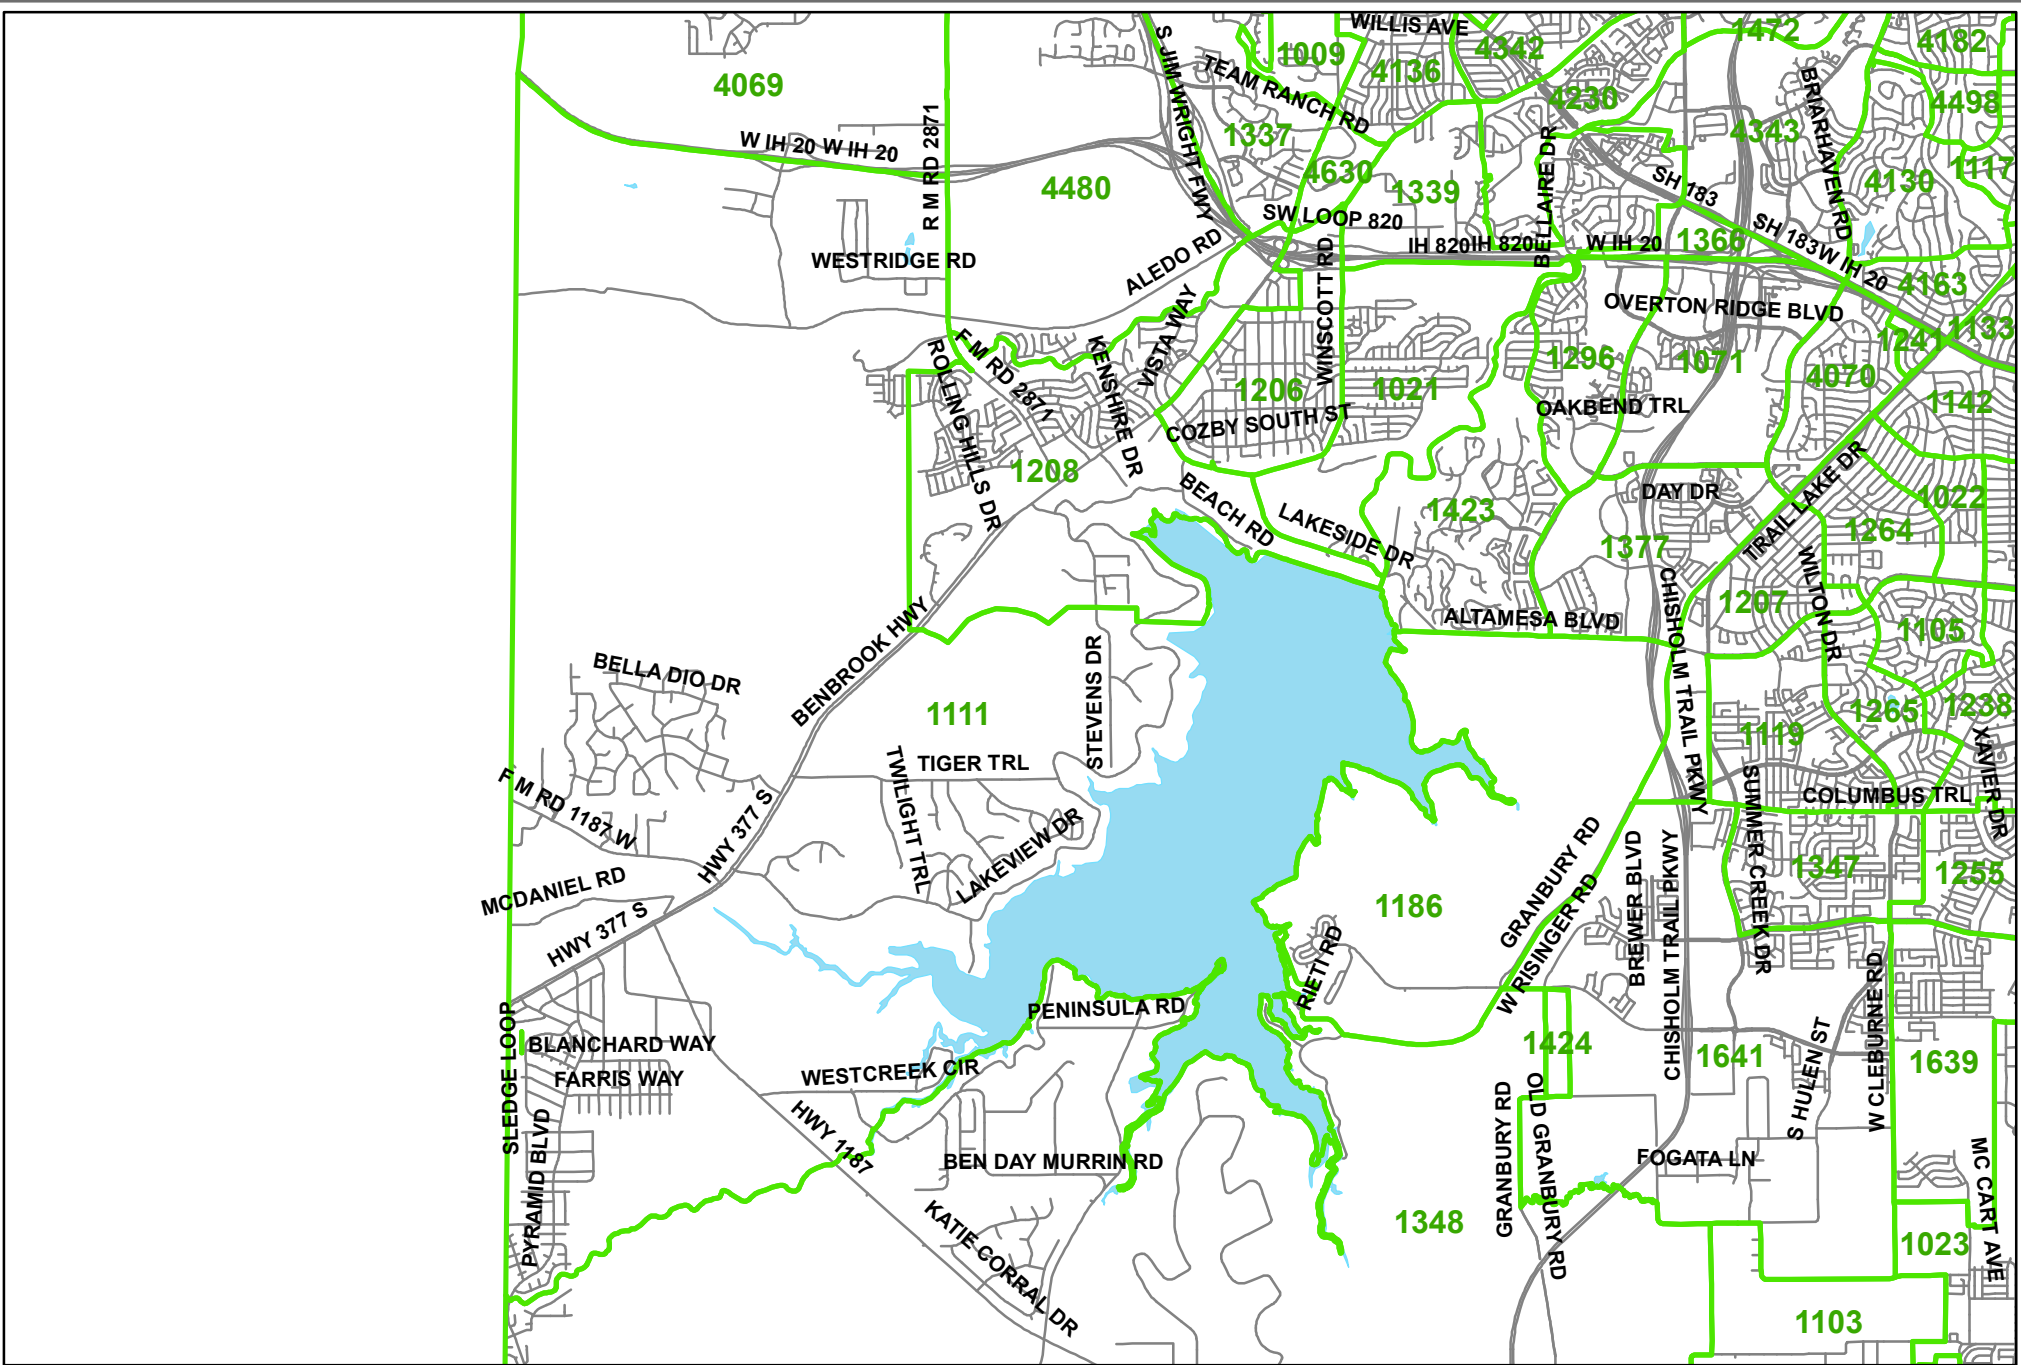 WILLIS AVE
1472
4182
1009
4342
4136
4069
S JIM WRIGHT FWY
TEAM RANCH RD
4230
BRIARHAVEN RD
4498
1337
4343
R M RD 2871
W IH 20 W IH 20
4630
1339
BELLAIRE DR
SH 183
4130
1117
4480
SW LOOP 820
IH 820
IH 820
W IH 20
1366
SH 183
W IH 20
WESTRIDGE RD
ALEDO RD
WINSCOTT RD
4163
OVERTON RIDGE BLVD
VISTA WAY
1241
1133
F M RD 2871
ROLLING HILLS DR
KENSHIRE DR
1296
1071
4070
1206
1021
1142
OAKBEND TRL
COZBY SOUTH ST
1208
DAY DR
TRAIL LAKE DR
1022
BEACH RD
LAKESIDE DR
1423
1264
1377
WILTON DR
CHISHOLM TRAIL PKWY
1207
BENBROOK HWY
ALTAMESA BLVD
1105
BELLA DIO DR
STEVENS DR
1111
1265
1238
1119
XAVIER DR
TIGER TRL
TWILIGHT TRL
F M RD 1187 W
HWY 377 S
COLUMBUS TRL
SUMMER CREEK DR
LAKEVIEW DR
GRANBURY RD
BREWER BLVD
CHISHOLM TRAIL PKWY
1347
1255
MCDANIEL RD
1186
W RISINGER RD
HWY 377 S
RIETI RD
W CLEBURNE RD
PENINSULA RD
SLEDGE LOOP
BLANCHARD WAY
1424
1641
1639
S HULEN ST
WESTCREEK CIR
FARRIS WAY
HWY 1187
GRANBURY RD
OLD GRANBURY RD
PYRAMID BLVD
BEN DAY MURRIN RD
FOGATA LN
MC CART AVE
KATIE CORRAL DR
1348
1023
1103